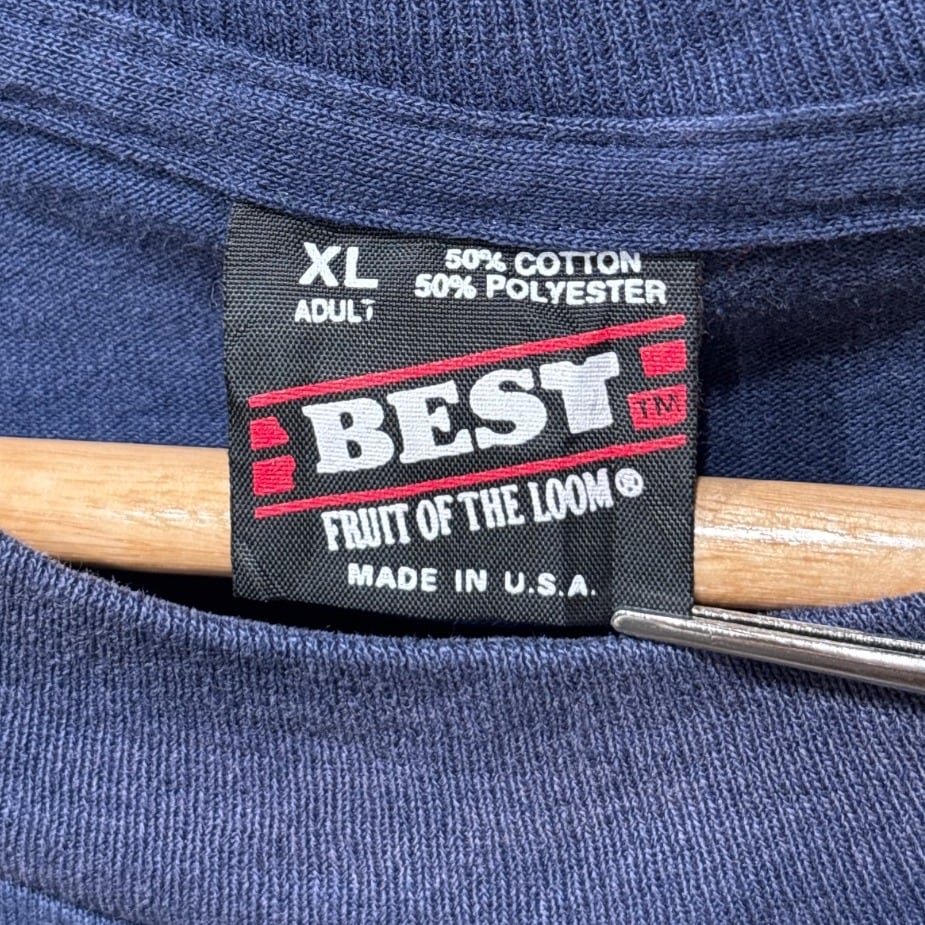 XL
ADULT
50% COTTON
50% POLYESTER
BEST TM
FRUIT OF THE LOOM®
MADE IN U.S.A.